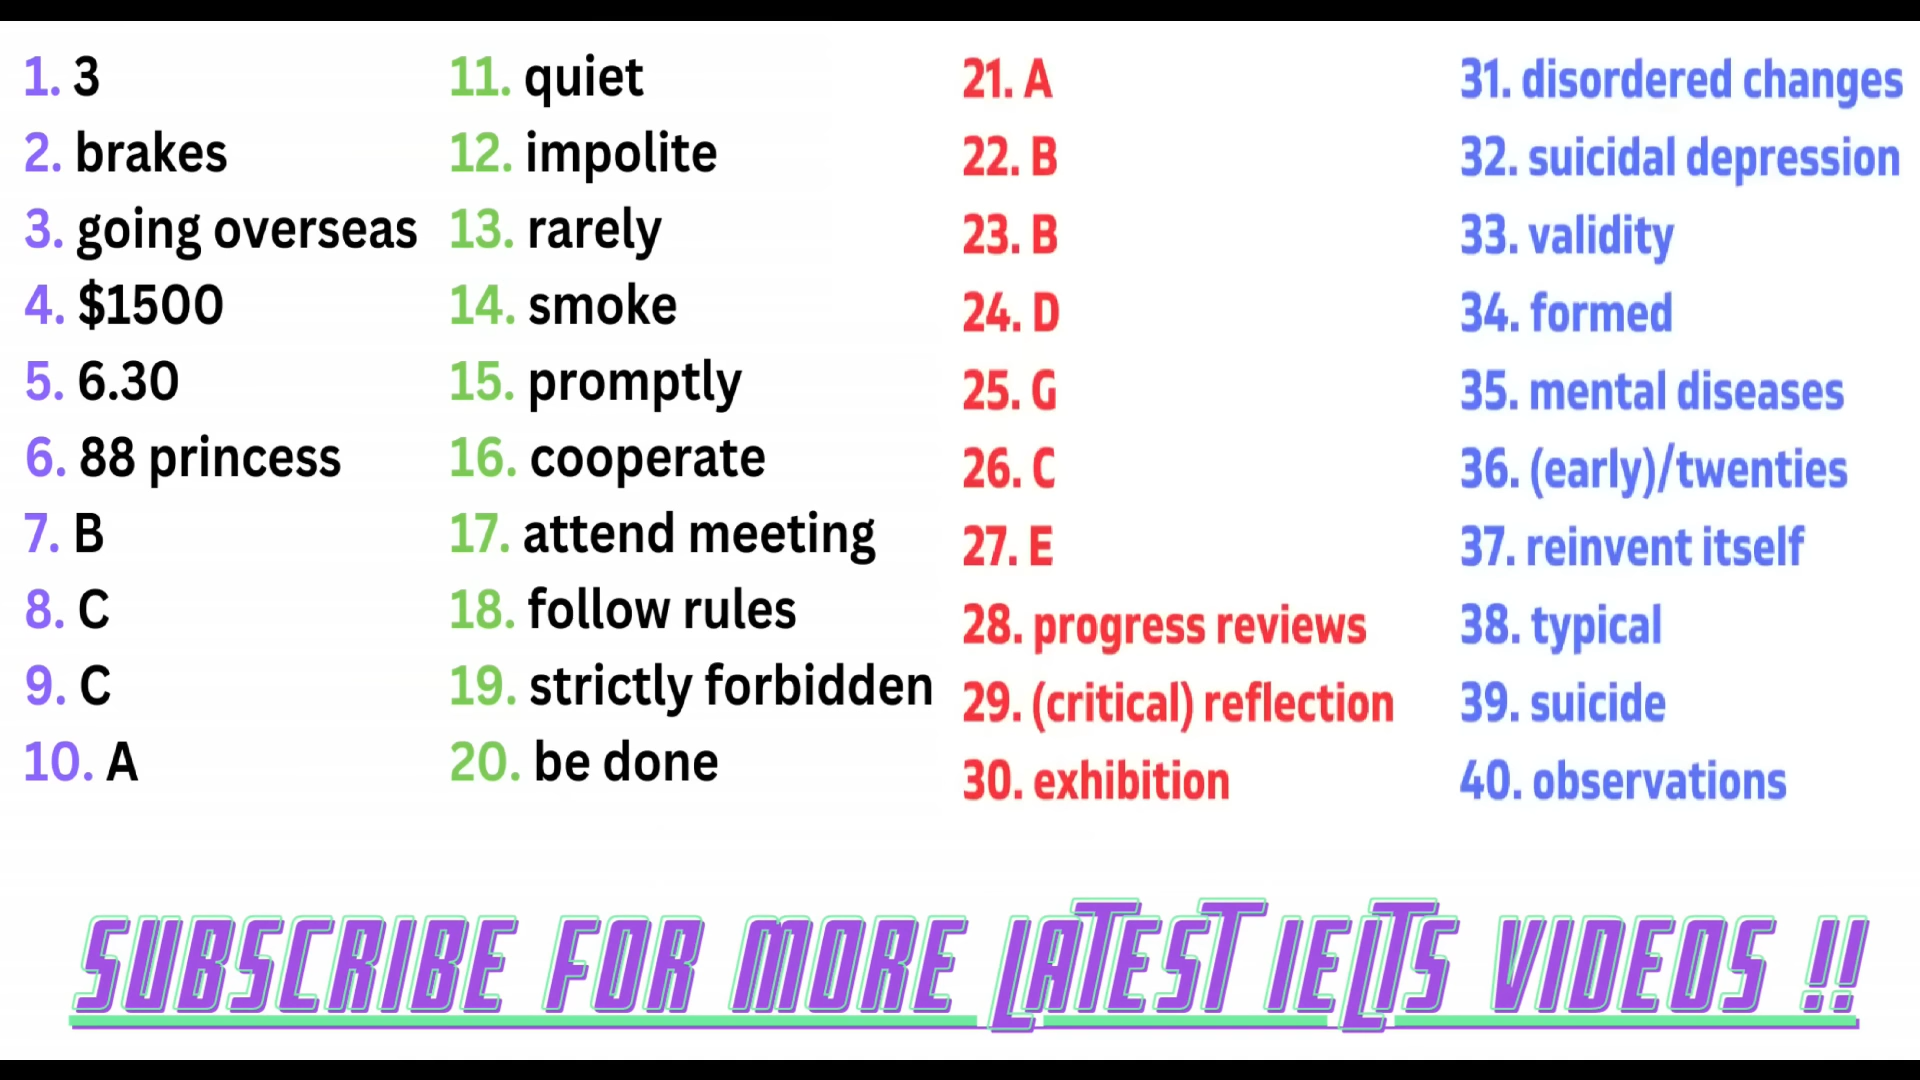 1. 3
2. brakes
3. going overseas
4. $1500
5. 6.30
6. 88 princess
7. B
8. C
9. C
10. A
11. quiet
12. impolite
13. rarely
14. smoke
15. promptly
16. cooperate
17. attend meeting
18. follow rules
19. strictly forbidden
20. be done
21. A
22. B
23. B
24. D
25. G
26. C
27. E
28. progress reviews
29. (critical) reflection
30. exhibition
31. disordered changes
32. suicidal depression
33. validity
34. formed
35. mental diseases
36. (early)/twenties
37. reinvent itself
38. typical
39. suicide
40. observations
SUBSCRIBE FOR MORE LATEST IELTS VIDEOS !!